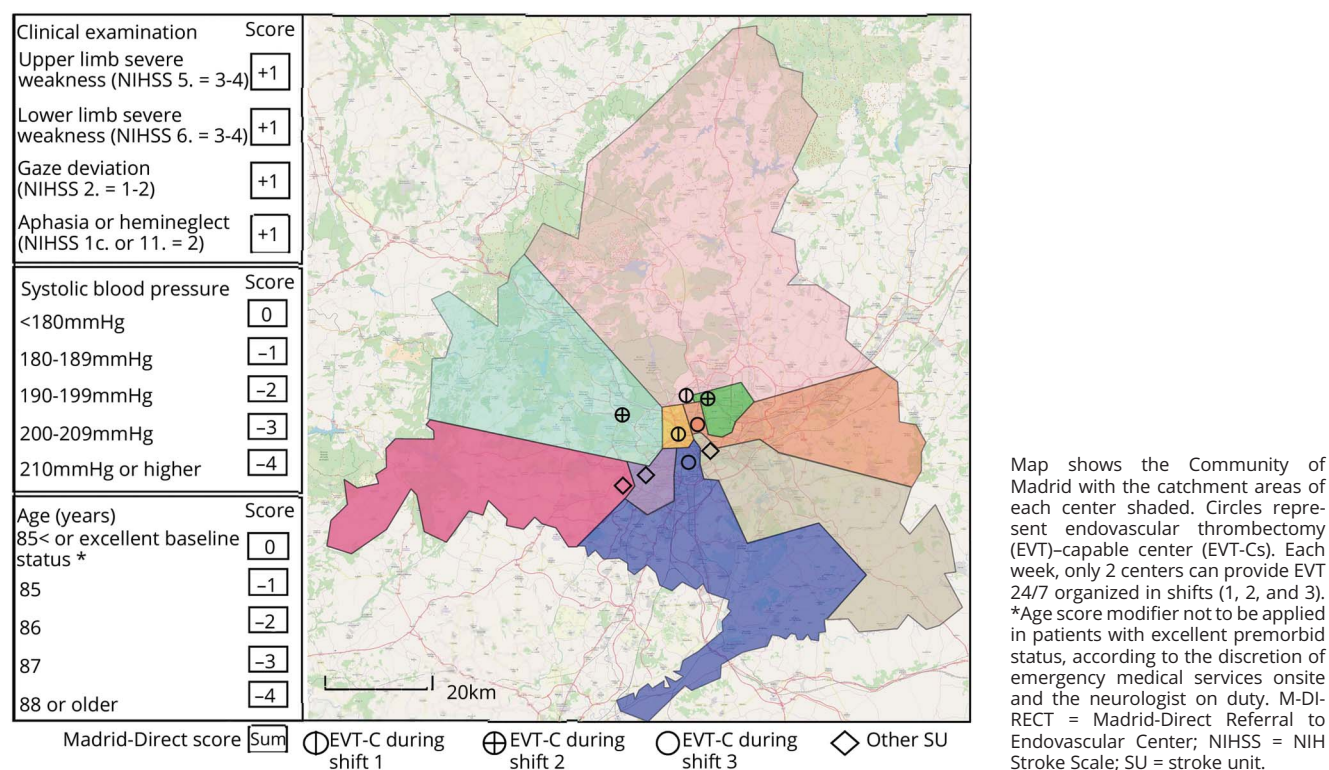 Clinical examination Score
Upper limb severe
weakness (NIHSS 5. = 3-4) +1
Lower limb severe
weakness (NIHSS 6. = 3-4) +1
Gaze deviation
(NIHSS 2. = 1-2) +1
Aphasia or hemineglect
(NIHSS 1c. or 11. = 2) +1
Systolic blood pressure Score
<180mmHg 0
180-189mmHg –1
190-199mmHg –2
200-209mmHg –3
210mmHg or higher –4
Age (years) Score
85< or excellent baseline
status * 0
85 –1
86 –2
87 –3
88 or older –4
Madrid-Direct score Sum
20km
EVT-C during
shift 1
EVT-C during
shift 2
EVT-C during
shift 3
Other SU
Map shows the Community of
Madrid with the catchment areas of
each center shaded. Circles repre-
sent endovascular thrombectomy
(EVT)–capable center (EVT-Cs). Each
week, only 2 centers can provide EVT
24/7 organized in shifts (1, 2, and 3).
*Age score modifier not to be applied
in patients with excellent premorbid
status, according to the discretion of
emergency medical services onsite
and the neurologist on duty. M-DI-
RECT = Madrid-Direct Referral to
Endovascular Center; NIHSS = NIH
Stroke Scale; SU = stroke unit.